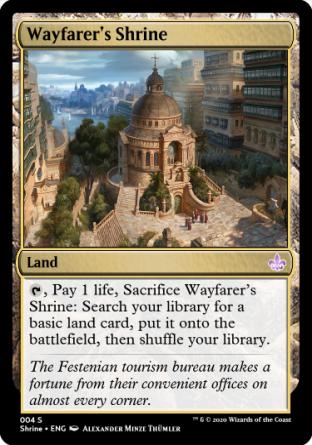 Wayfarer's Shrine
Land
, Pay 1 life, Sacrifice Wayfarer's
Shrine: Search your library for a
basic land card, put it onto the
battlefield, then shuffle your library.
The Festenian tourism bureau makes a
fortune from their convenient offices on
almost every corner.
004 S
Shrine • ENG ALEXANDER MINZE THÜMLER
™ & © 2020 Wizards of the Coast